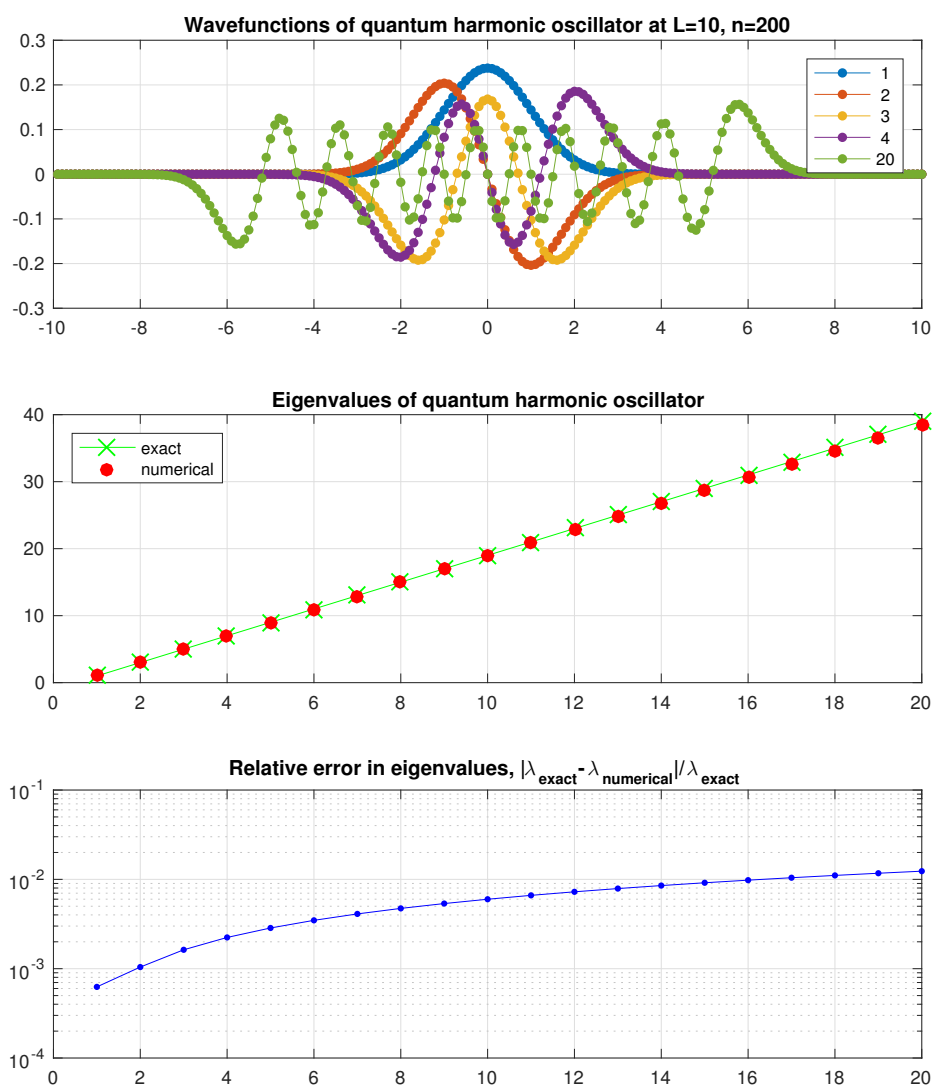 Wavefunctions of quantum harmonic oscillator at L=10, n=200
0.3
0.2
0.1
0
-0.1
-0.2
-0.3
-10 -8 -6 -4 -2 0 2 4 6 8 10
1
2
3
4
20
Eigenvalues of quantum harmonic oscillator
40
30
20
10
0
0 2 4 6 8 10 12 14 16 18 20
exact
numerical
Relative error in eigenvalues, |λ_exact-λ_numerical|/λ_exact
10^-1
10^-2
10^-3
10^-4
0 2 4 6 8 10 12 14 16 18 20